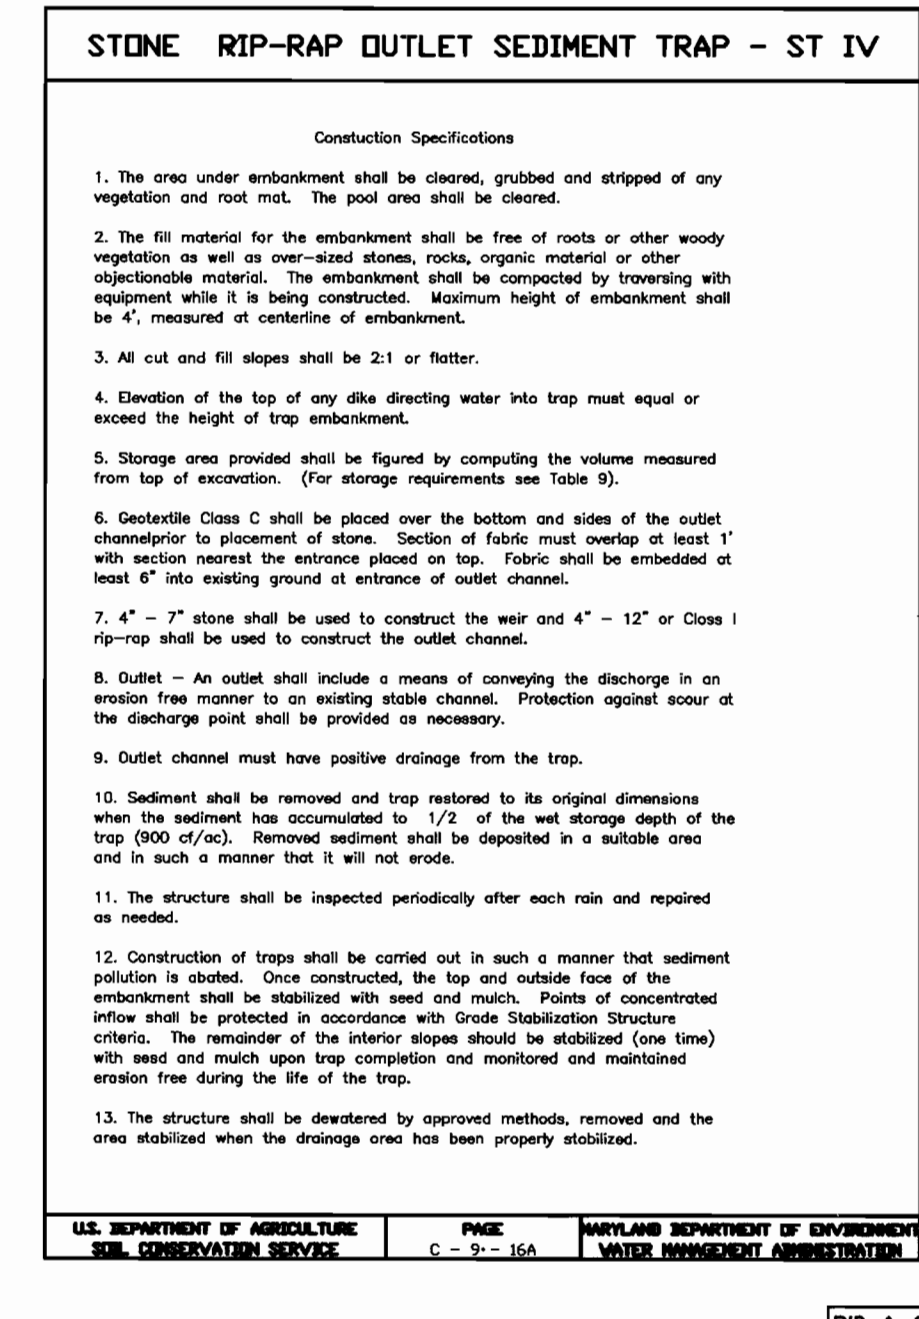 STONE RIP-RAP OUTLET SEDIMENT TRAP - ST IV
Constuction Specifications
1. The area under embankment shall be cleared, grubbed and stripped of any
vegetation and root mat. The pool area shall be cleared.
2. The fill material for the embankment shall be free of roots or other woody
vegetation as well as over-sized stones, rocks, organic material or other
objectionable material. The embankment shall be compacted by traversing with
equipment while it is being constructed. Maximum height of embankment shall
be 4', measured at centerline of embankment.
3. All cut and fill slopes shall be 2:1 or flatter.
4. Elevation of the top of any dike directing water into trap must equal or
exceed the height of trap embankment.
5. Storage area provided shall be figured by computing the volume measured
from top of excavation. (For storage requirements see Table 9).
6. Geotextile Class C shall be placed over the bottom and sides of the outlet
channelprior to placement of stone. Section of fabric must overlap at least 1'
with section nearest the entrance placed on top. Fabric shall be embedded at
least 6" into existing ground at entrance of outlet channel.
7. 4" - 7" stone shall be used to construct the weir and 4" - 12" or Class I
rip-rap shall be used to construct the outlet channel.
8. Outlet - An outlet shall include a means of conveying the discharge in an
erosion free manner to an existing stable channel. Protection against scour at
the discharge point shall be provided as necessary.
9. Outlet channel must have positive drainage from the trap.
10. Sediment shall be removed and trap restored to its original dimensions
when the sediment has accumulated to 1/2 of the wet storage depth of the
trap (900 cf/ac). Removed sediment shall be deposited in a suitable area
and in such a manner that it will not erode.
11. The structure shall be inspected periodically after each rain and repaired
as needed.
12. Construction of traps shall be carried out in such a manner that sediment
pollution is abated. Once constructed, the top and outside face of the
embankment shall be stabilized with seed and mulch. Points of concentrated
inflow shall be protected in accordance with Grade Stabilization Structure
criteria. The remainder of the interior slopes should be stabilized (one time)
with seed and mulch upon trap completion and monitored and maintained
erosion free during the life of the trap.
13. The structure shall be dewatered by approved methods, removed and the
area stabilized when the drainage area has been properly stabilized.
U.S. DEPARTMENT OF AGRICULTURE
SOIL CONSERVATION SERVICE
PAGE
C - 9 - 16A
MARYLAND DEPARTMENT OF ENVIRONMENT
WATER MANAGEMENT ADMINISTRATION